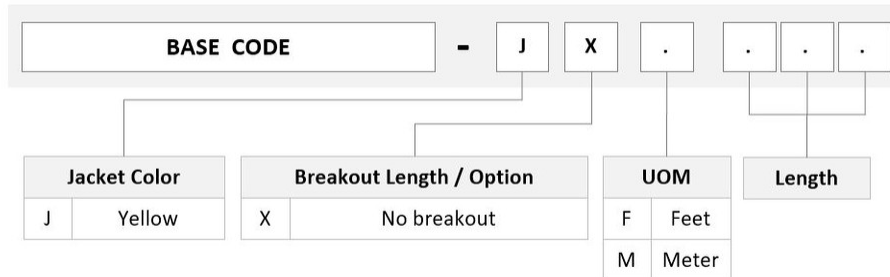 BASE CODE - J X . . . .
Jacket Color Breakout Length / Option UOM Length
J Yellow X No breakout F Feet
M Meter